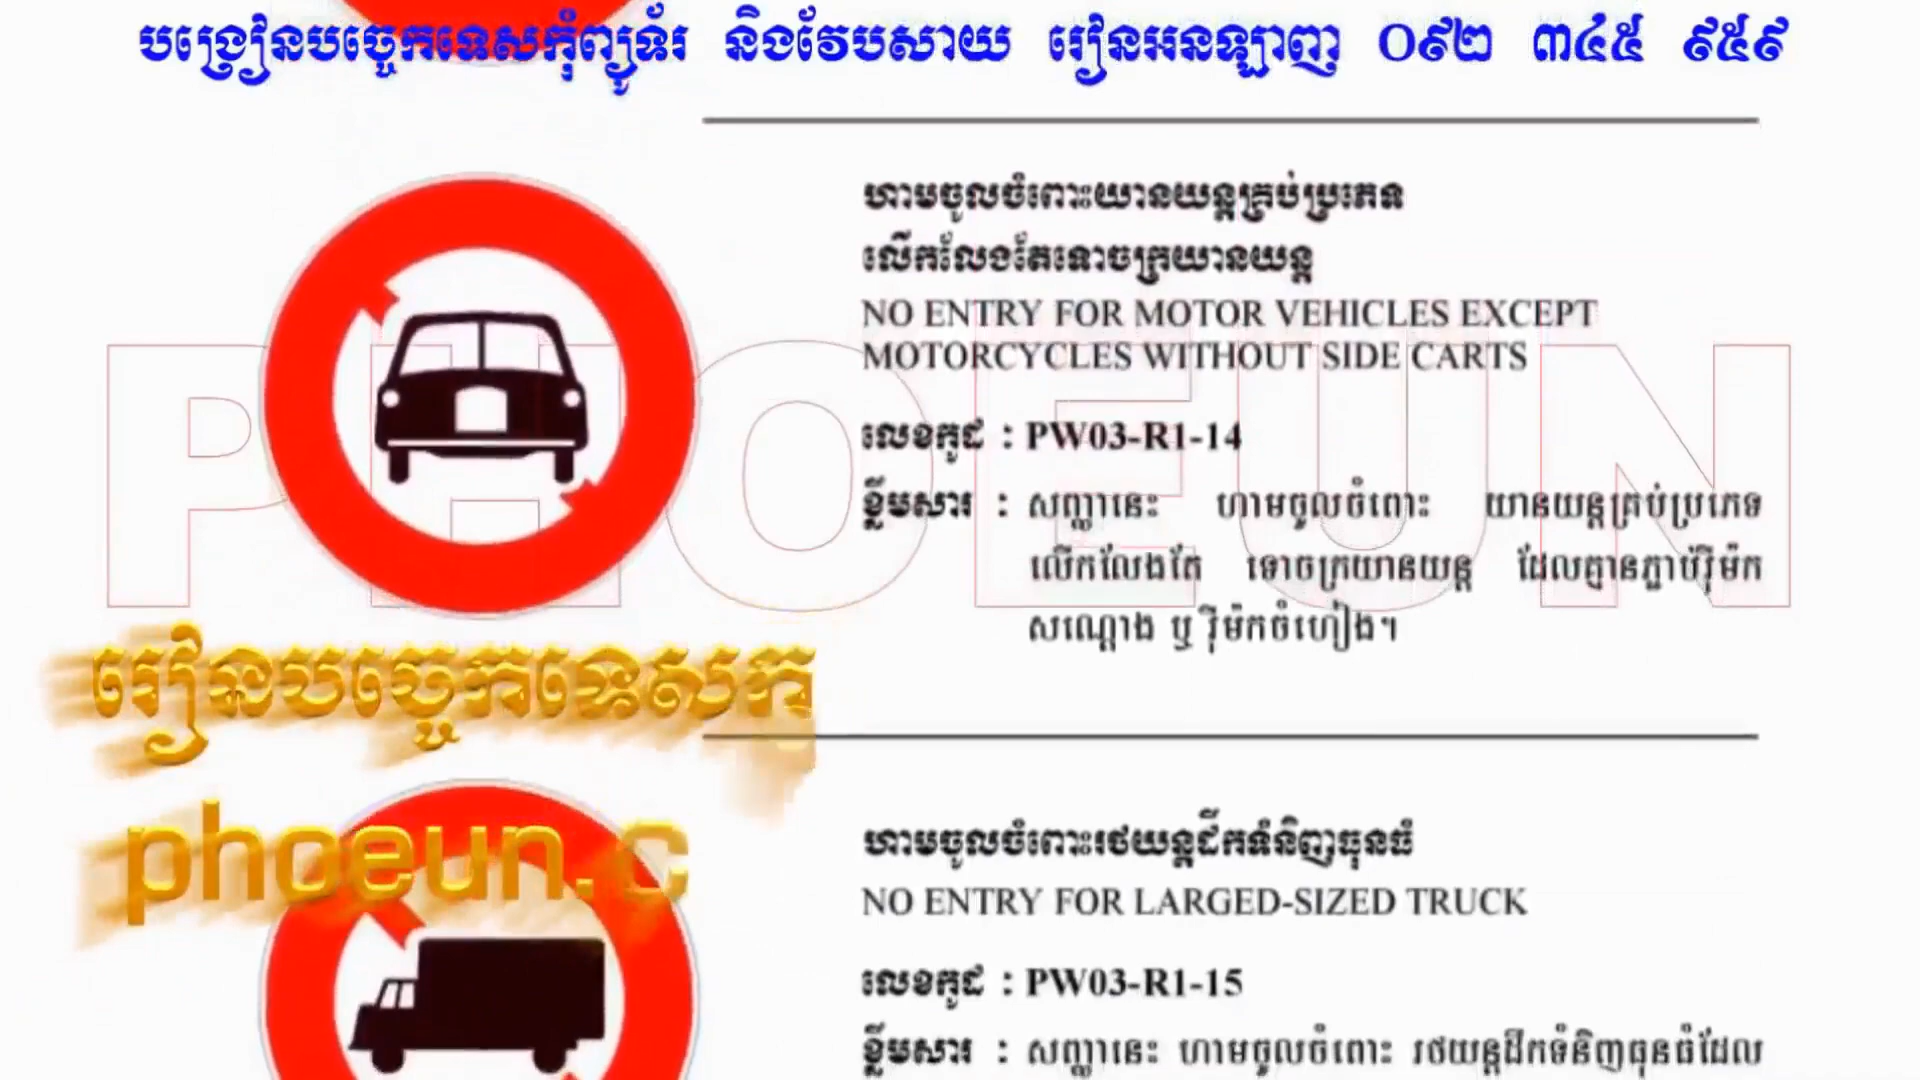 បង្រៀនបច្ចេកទេសកុំព្យូទ័រ និងវែបសាយ រៀនអនឡាញ ០៩២ ៣៤៥ ៩៥៩
ហាមចូលចំពោះយានយន្តគ្រប់ប្រភេទ
លើកលែងតែទោចក្រយានយន្ត
NO ENTRY FOR MOTOR VEHICLES EXCEPT
MOTORCYCLES WITHOUT SIDE CARTS
PHOEUN
លេខកូដ : PW03-R1-14
ខ្លឹមសារ : សញ្ញានេះ ហាមចូលចំពោះ យានយន្តគ្រប់ប្រភេទ
លើកលែងតែ ទោចក្រយានយន្ត ដែលគ្មានភ្ជាប់រ៉ឺម៉ក
សណ្តោង ឬ រ៉ឺម៉កចំហៀង។
រៀនបច្ចេកទេសក
phoeun.c
ហាមចូលចំពោះរថយន្តដឹកទំនិញធុនធំ
NO ENTRY FOR LARGED-SIZED TRUCK
លេខកូដ : PW03-R1-15
ខ្លឹមសារ : សញ្ញានេះ ហាមចូលចំពោះ រថយន្តដឹកទំនិញធុនធំដែល